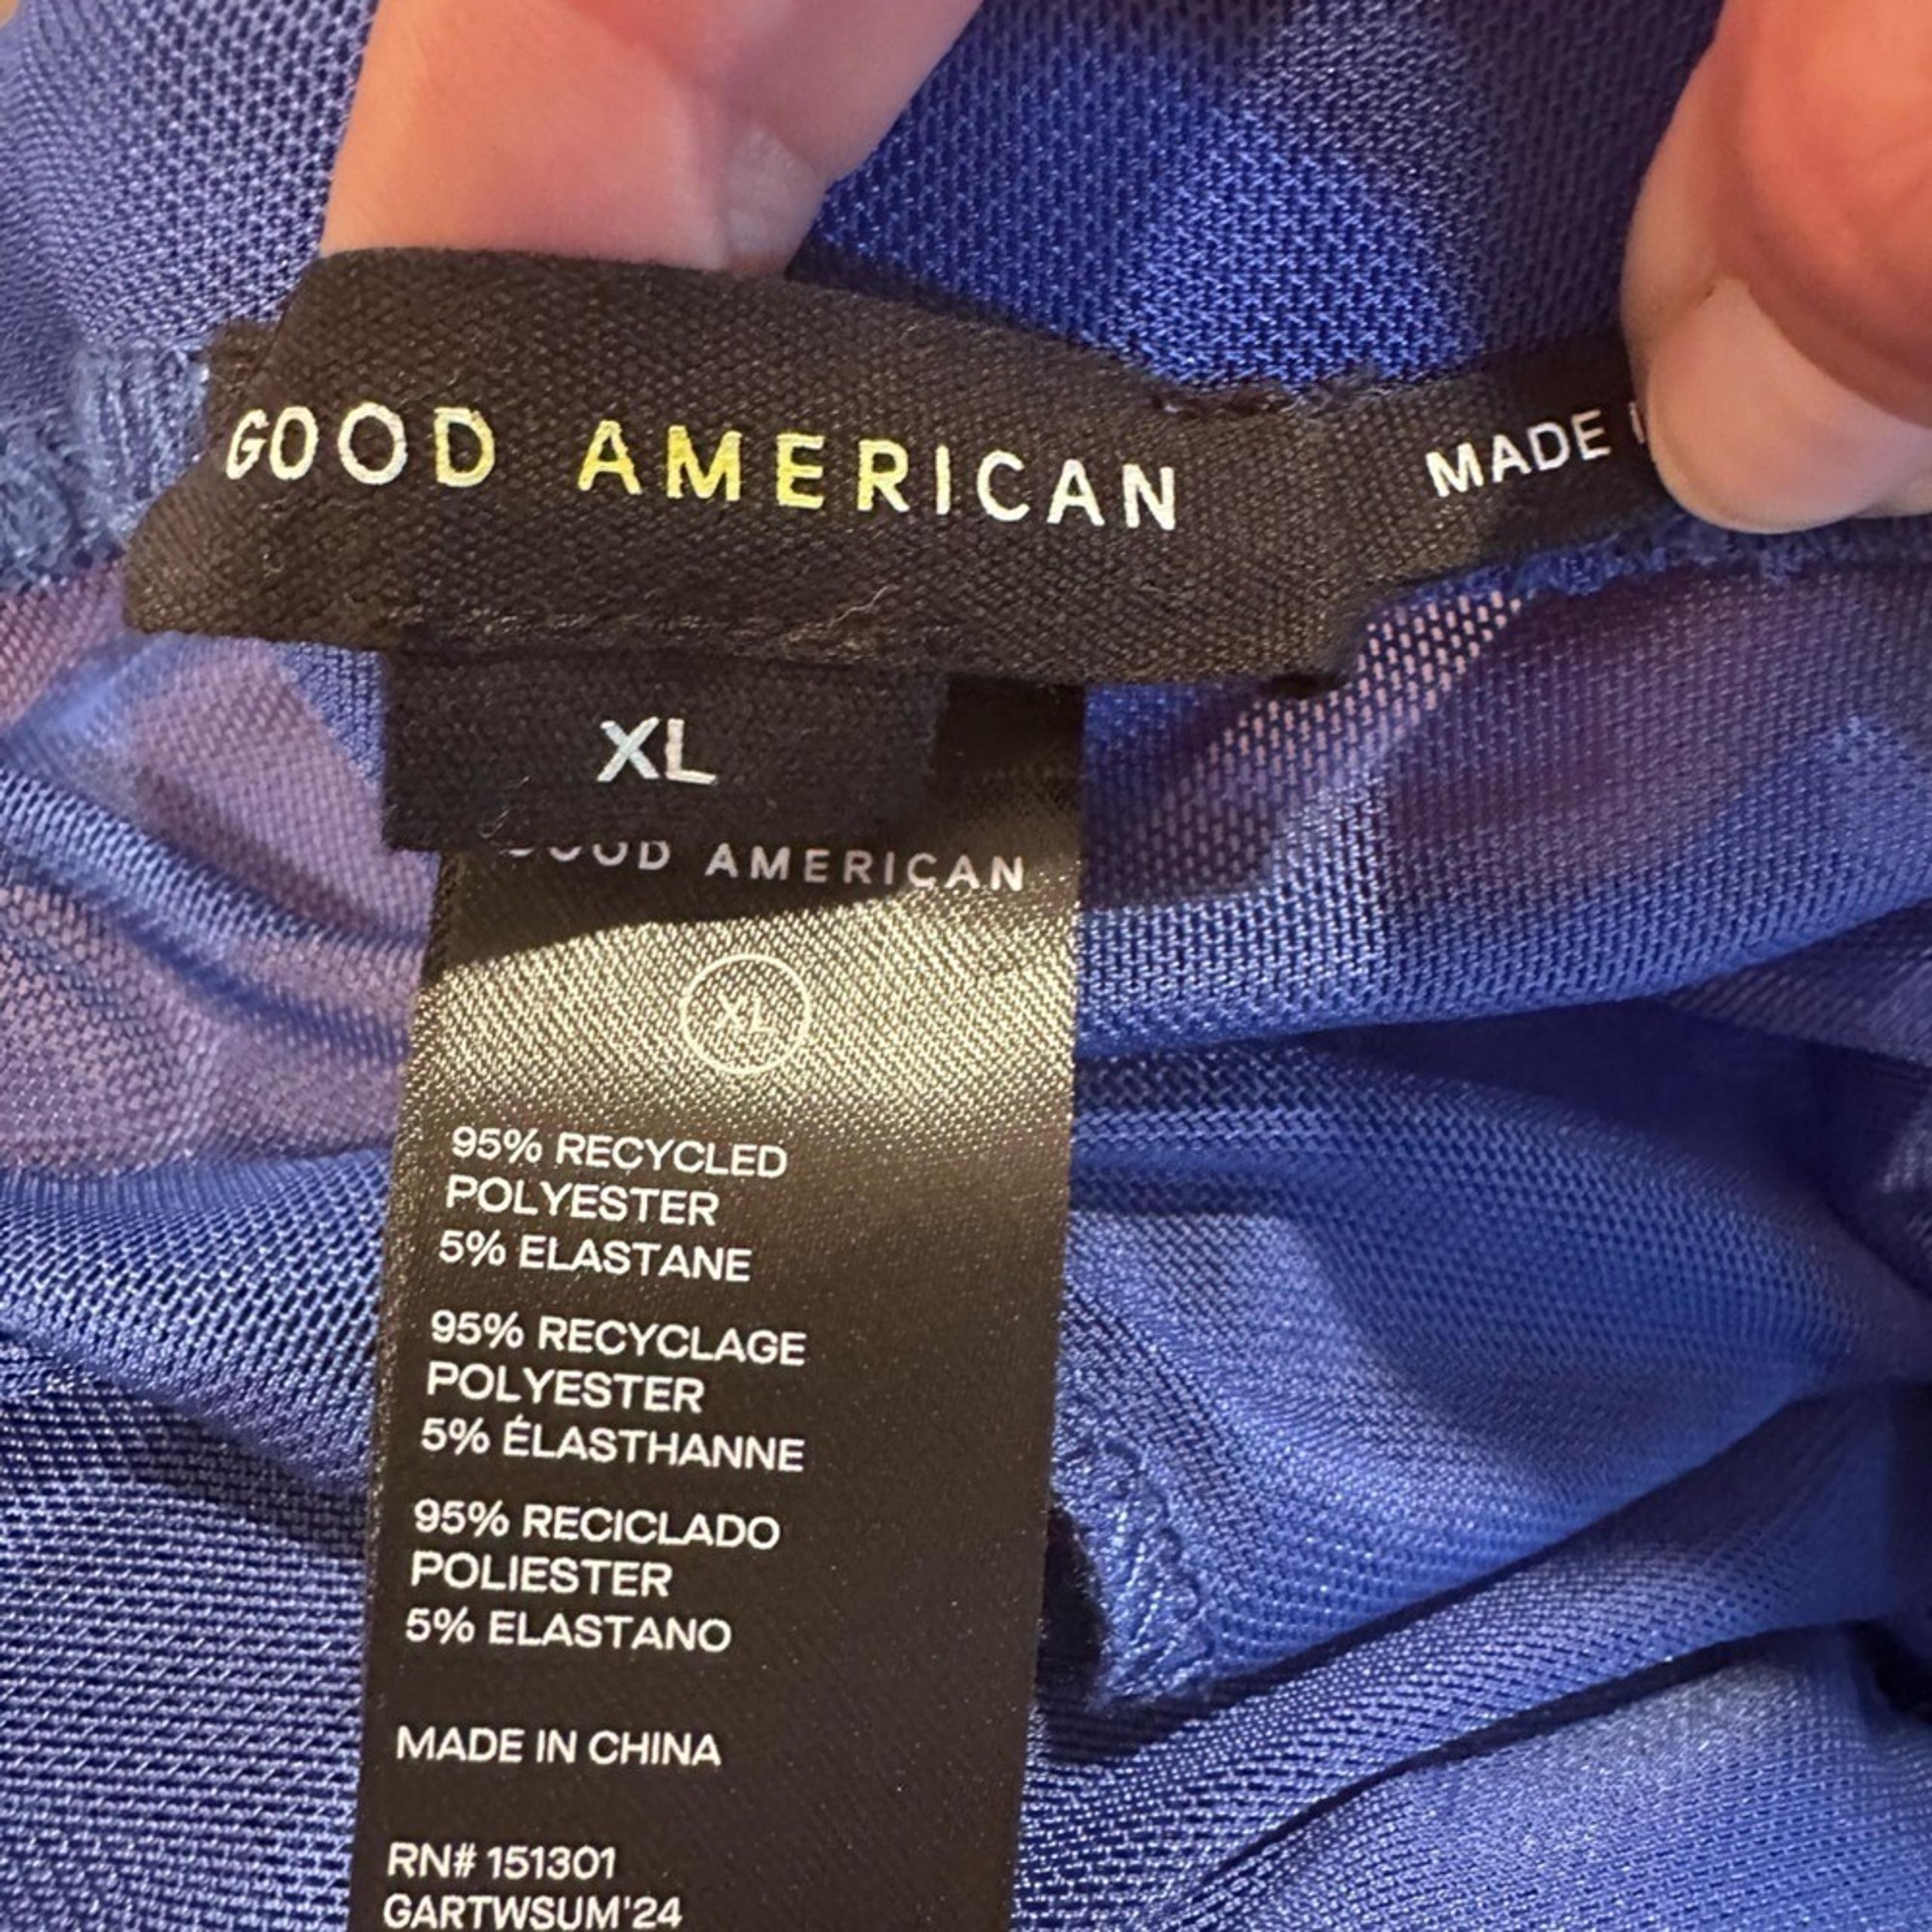 GOOD AMERICAN
MADE
XL
AMERICAN
XL
95% RECYCLED
POLYESTER
5% ELASTANE
95% RECYCLAGE
POLYESTER
5% ÉLASTHANNE
95% RECICLADO
POLIESTER
5% ELASTANO
MADE IN CHINA
RN# 151301
GARTWSUM'24